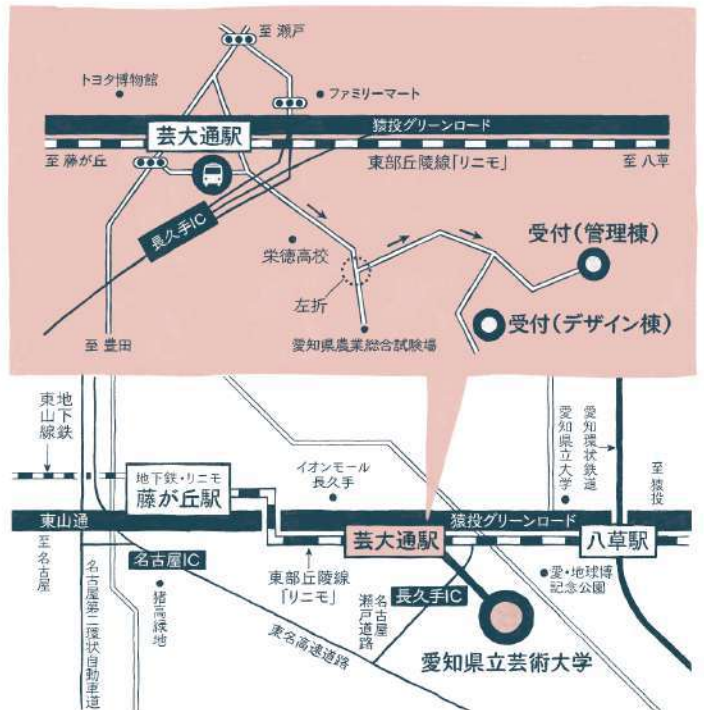 至 瀬戸
トヨタ博物館
ファミリーマート
猿投グリーンロード
芸大通駅
至 藤が丘
東部丘陵線「リニモ」
至 八草
長久手IC
栄徳高校
受付(管理棟)
左折
受付(デザイン棟)
至 豊田
愛知県農業総合試験場
地下鉄
東山線
地下鉄・リニモ
藤が丘駅
イオンモール
長久手
愛知県立大学
愛知環状鉄道
至 猿投
東山通
芸大通駅
猿投グリーンロード
八草駅
至 名古屋
名古屋IC
東部丘陵線
「リニモ」
名古屋
瀬戸道路
長久手IC
愛・地球博
記念公園
名古屋第二環状自動車道
猪高緑地
東名高速道路
愛知県立芸術大学